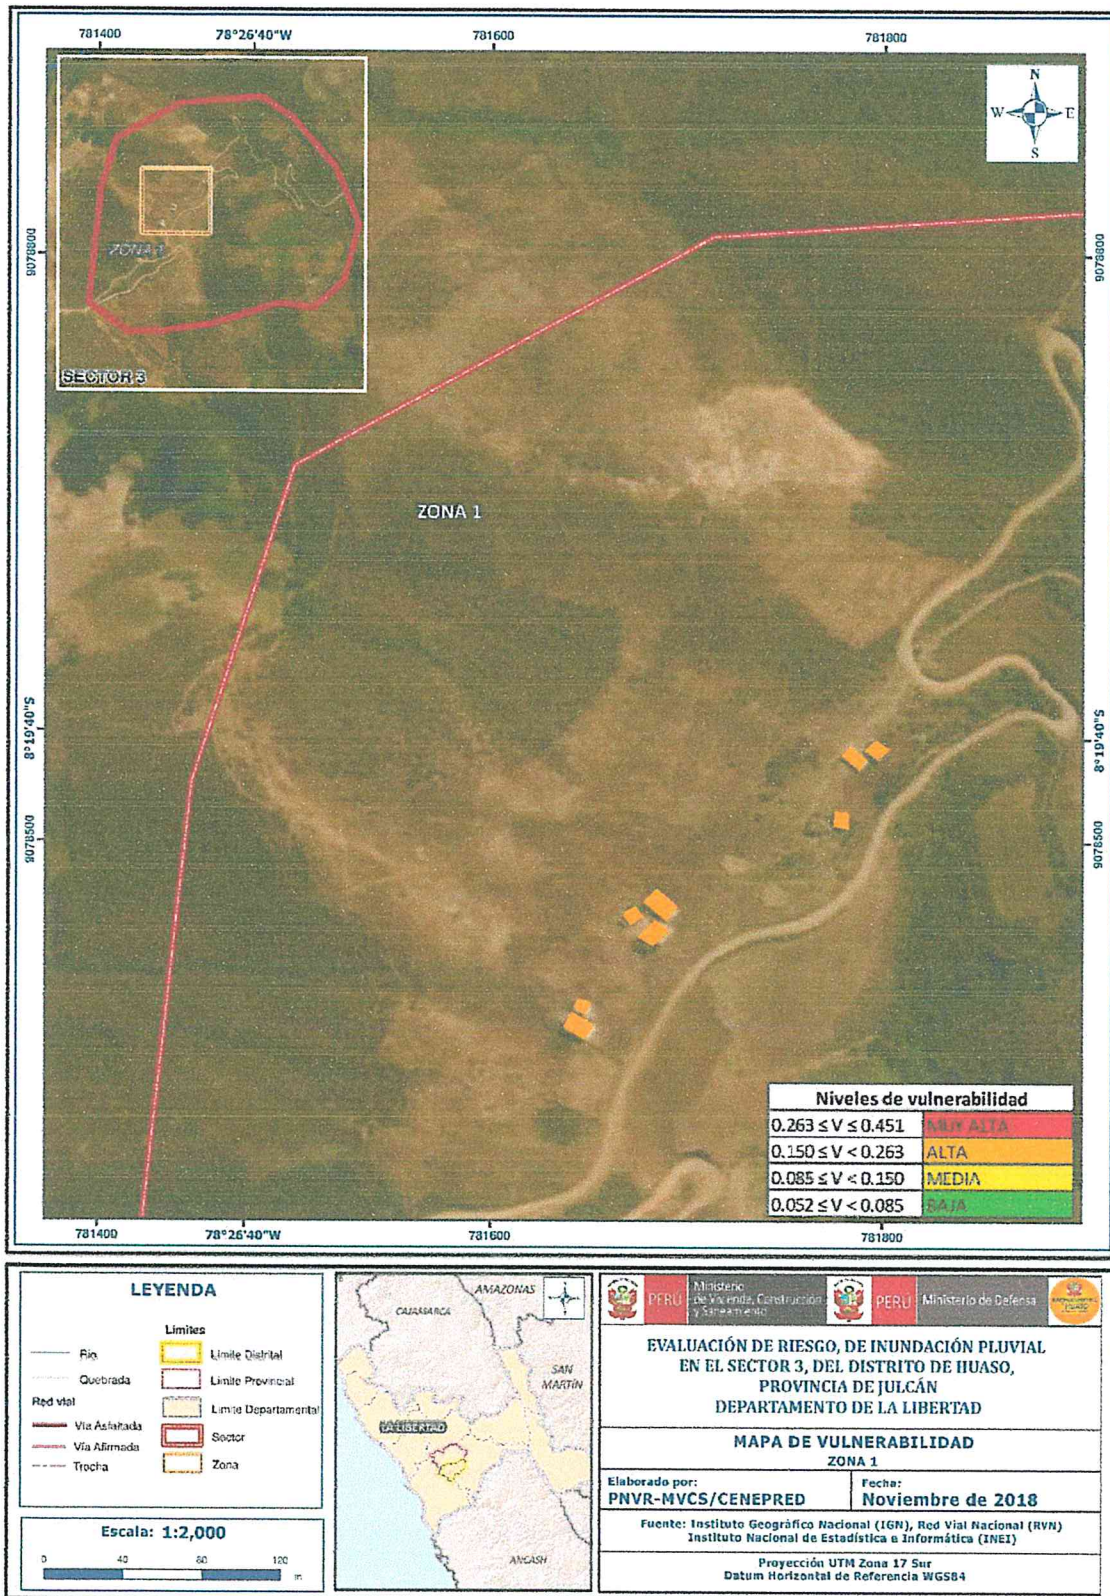 781400
78°26'40"W
781600
781800
N
W E
S
9078800
9078800
ZONA 1
SECTOR 3
ZONA 1
8°19'40"S
8°19'40"S
9078500
9078500
Niveles de vulnerabilidad
0.263 ≤ V ≤ 0.451 MUY ALTA
0.150 ≤ V < 0.263 ALTA
0.085 ≤ V < 0.150 MEDIA
0.052 ≤ V < 0.085 BAJA
781400
78°26'40"W
781600
781800
LEYENDA
Rio
Quebrada
Red vial
Vía Asfaltada
Vía Afirmada
Trocha
Limites
Limite Distrital
Limite Provincial
Limite Departamental
Sector
Zona
Escala: 1:2,000
0 40 80 120
m
AMAZONAS
CAJAMARCA
SAN
MARTÍN
LA LIBERTAD
ANCASH
PERÚ
Ministerio
de Vivienda, Construcción
y Saneamiento
PERÚ
Ministerio de Defensa
EVALUACIÓN DE RIESGO, DE INUNDACIÓN PLUVIAL
EN EL SECTOR 3, DEL DISTRITO DE HUASO,
PROVINCIA DE JULCÁN
DEPARTAMENTO DE LA LIBERTAD
MAPA DE VULNERABILIDAD
ZONA 1
Elaborado por:
PNVR-MVCS/CENEPRED
Fecha:
Noviembre de 2018
Fuente: Instituto Geográfico Nacional (IGN), Red Vial Nacional (RVN)
Instituto Nacional de Estadística e Informática (INEI)
Proyección UTM Zona 17 Sur
Datum Horizontal de Referencia WGS84